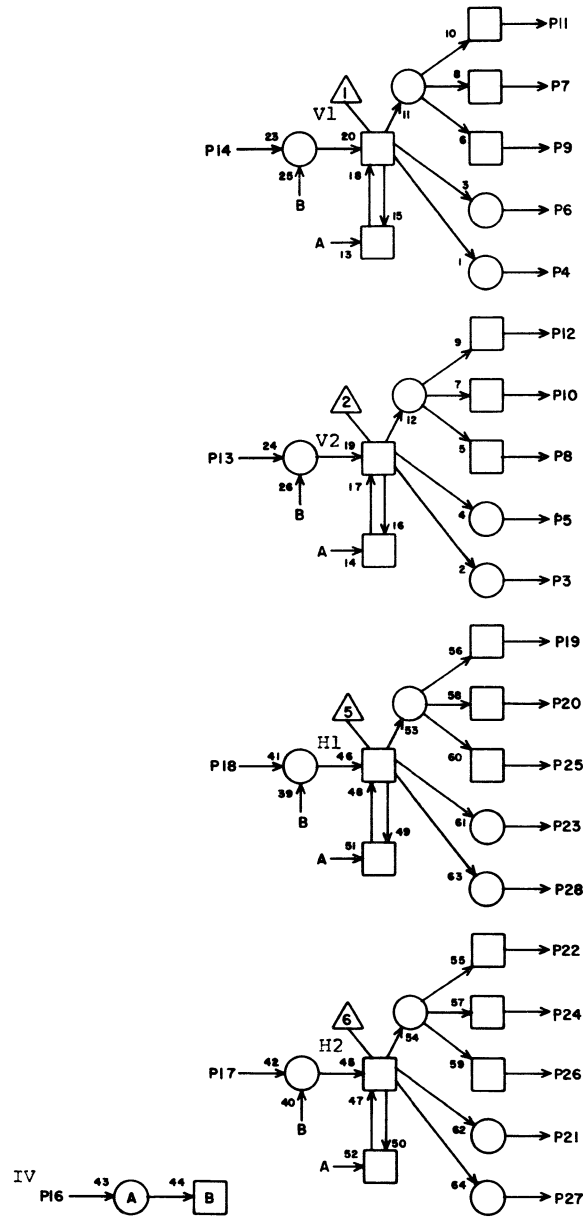 10 P11
1 11 8 P7
V1
P14 23 20 6 P9
25 18 3
B 15 P6
A 13 1 P4
9 P12
2 12 7 P10
V2
P13 24 19 5 P8
26 17 4
B 16 P5
A 14 2 P3
56 P19
5 53 58 P20
H1
P18 41 46 60 P25
39 48 61
B 49 P23
A 51 63 P28
55 P22
6 54 57 P24
H2
P17 42 45 59 P26
40 47 62
B 50 P21
A 52 64 P27
IV
P16 43 A 44 B